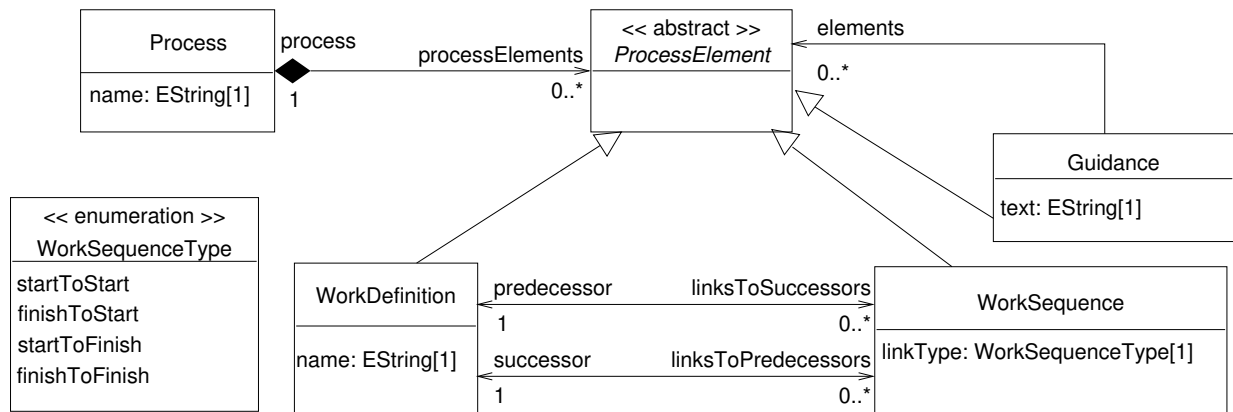 Process
name: EString[1]
process
1
processElements
0..*
<< abstract >>
ProcessElement
elements
0..*
Guidance
text: EString[1]
<< enumeration >>
WorkSequenceType
startToStart
finishToStart
startToFinish
finishToFinish
WorkDefinition
name: EString[1]
predecessor
1
linksToSuccessors
0..*
successor
1
linksToPredecessors
0..*
WorkSequence
linkType: WorkSequenceType[1]